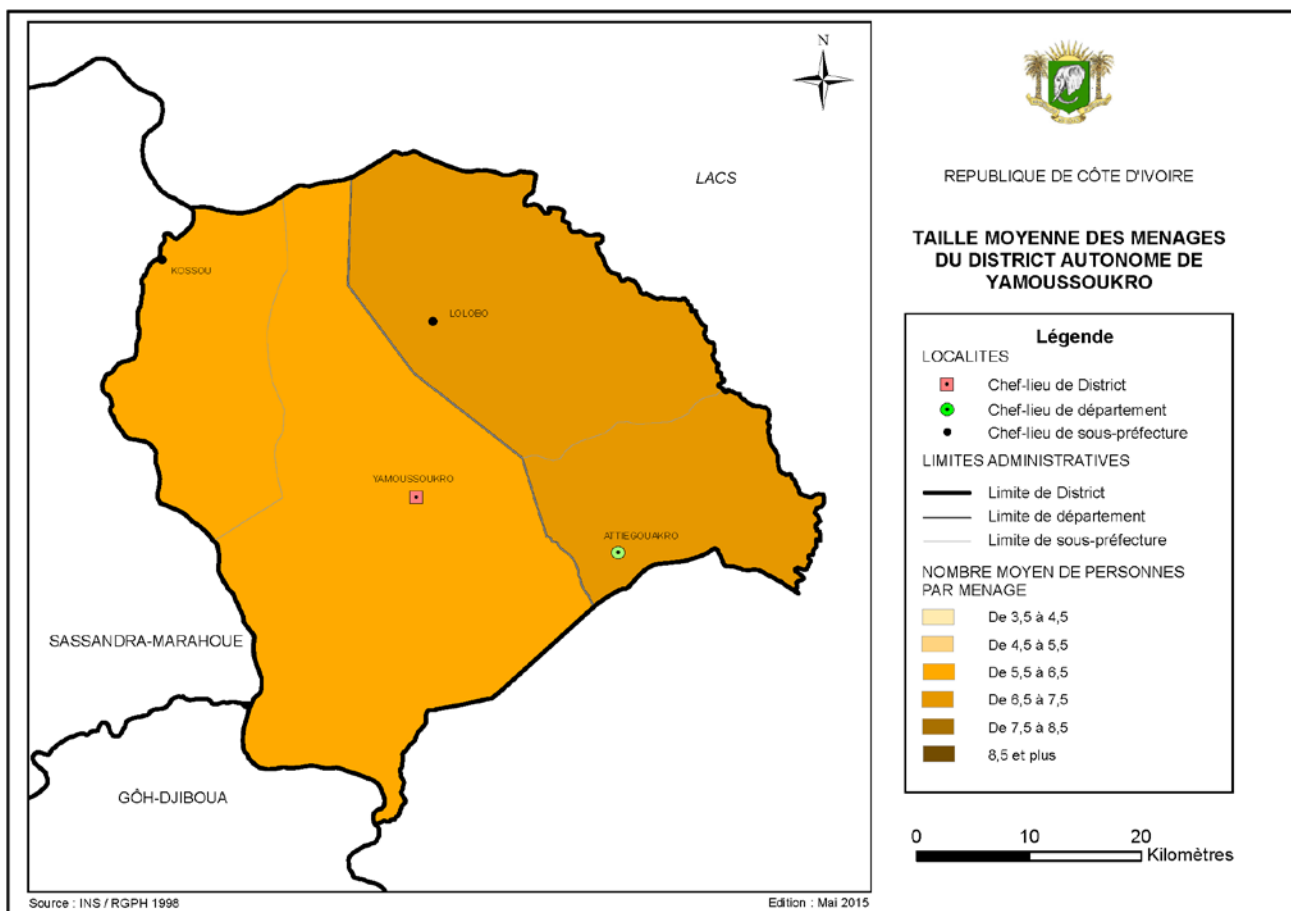 N
LACS
KOSSOU
LOLOBO
YAMOUSSOUKRO
ATTIEGOUAKRO
SASSANDRA-MARAHOUE
GÔH-DJIBOUA
Source : INS / RGPH 1998
Edition : Mai 2015
REPUBLIQUE DE CÔTE D'IVOIRE
TAILLE MOYENNE DES MENAGES
DU DISTRICT AUTONOME DE
YAMOUSSOUKRO
Légende
LOCALITES
Chef-lieu de District
Chef-lieu de département
Chef-lieu de sous-préfecture
LIMITES ADMINISTRATIVES
Limite de District
Limite de département
Limite de sous-préfecture
NOMBRE MOYEN DE PERSONNES
PAR MENAGE
De 3,5 à 4,5
De 4,5 à 5,5
De 5,5 à 6,5
De 6,5 à 7,5
De 7,5 à 8,5
8,5 et plus
0 10 20
Kilomètres